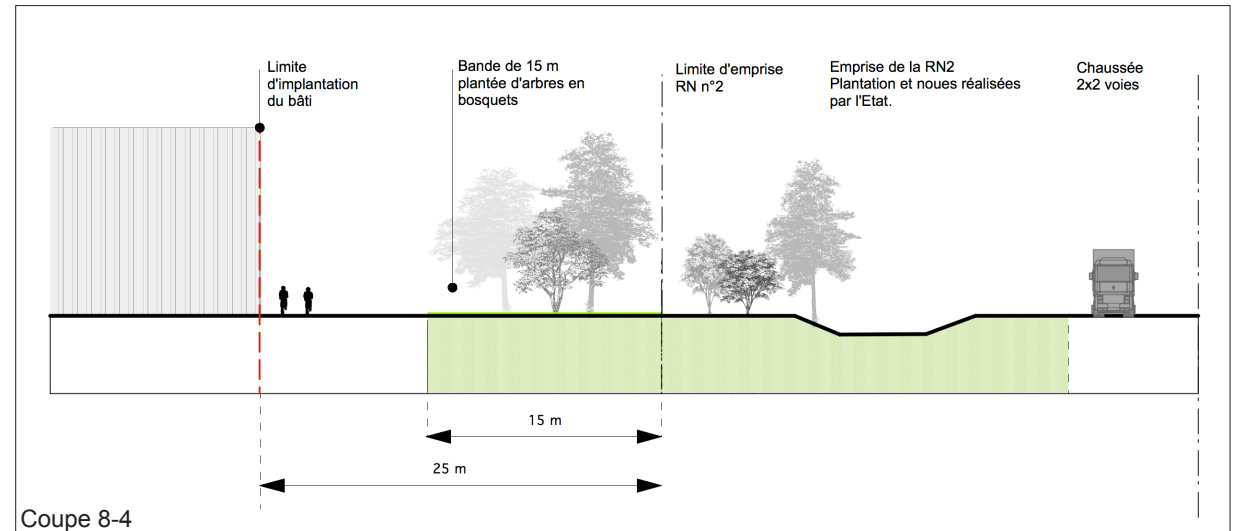 Limite
d'implantation
du bâti
Bande de 15 m
plantée d'arbres en
bosquets
Limite d'emprise
RN n°2
Emprise de la RN2
Plantation et noues réalisées
par l'Etat.
Chaussée
2x2 voies
15 m
25 m
Coupe 8-4